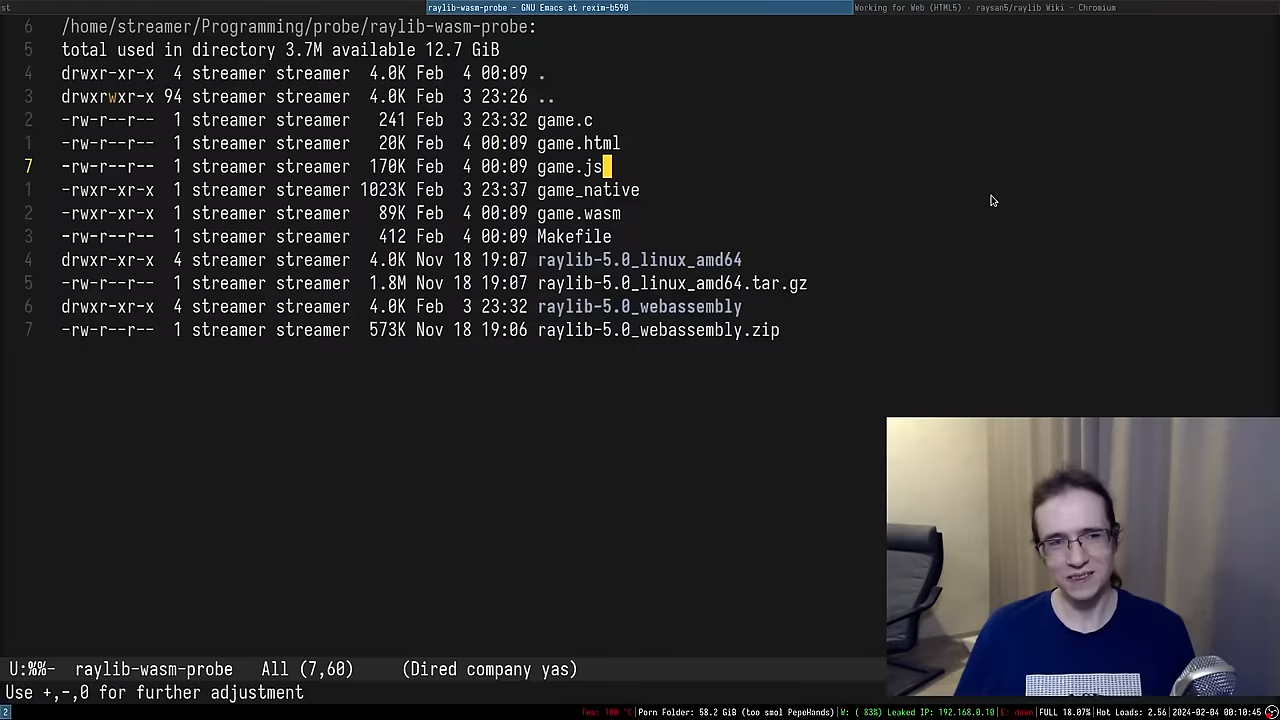 st
raylib-wasm-probe - GNU Emacs at rexim-b590
Working for Web (HTML5) · raysan5/raylib Wiki - Chromium
6 /home/streamer/Programming/probe/raylib-wasm-probe:
5 total used in directory 3.7M available 12.7 GiB
4 drwxr-xr-x 4 streamer streamer 4.0K Feb 4 00:09 .
3 drwxrwxr-x 94 streamer streamer 4.0K Feb 3 23:26 ..
2 -rw-r--r-- 1 streamer streamer 241 Feb 3 23:32 game.c
1 -rw-r--r-- 1 streamer streamer 20K Feb 4 00:09 game.html
7 -rw-r--r-- 1 streamer streamer 170K Feb 4 00:09 game.js
1 -rwxr-xr-x 1 streamer streamer 1023K Feb 3 23:37 game_native
2 -rw-r--r-- 1 streamer streamer 89K Feb 4 00:09 game.wasm
3 -rw-r--r-- 1 streamer streamer 412 Feb 4 00:09 Makefile
4 drwxr-xr-x 4 streamer streamer 4.0K Nov 18 19:07 raylib-5.0_linux_amd64
5 -rw-r--r-- 1 streamer streamer 1.8M Nov 18 19:07 raylib-5.0_linux_amd64.tar.gz
6 drwxr-xr-x 4 streamer streamer 4.0K Feb 3 23:32 raylib-5.0_webassembly
7 -rw-r--r-- 1 streamer streamer 573K Nov 18 19:06 raylib-5.0_webassembly.zip
U:%%- raylib-wasm-probe All (7,60) (Dired company yas)
Use +,-,0 for further adjustment
2
100 °C|Porn Folder: 58.2 GiB (too smol PepeHands)|W: ( 83%) Leaked IP: 192.168.0.10|E: down|FULL 18.07%|Hot Loads: 2.56|2024-02-04 00:10:45